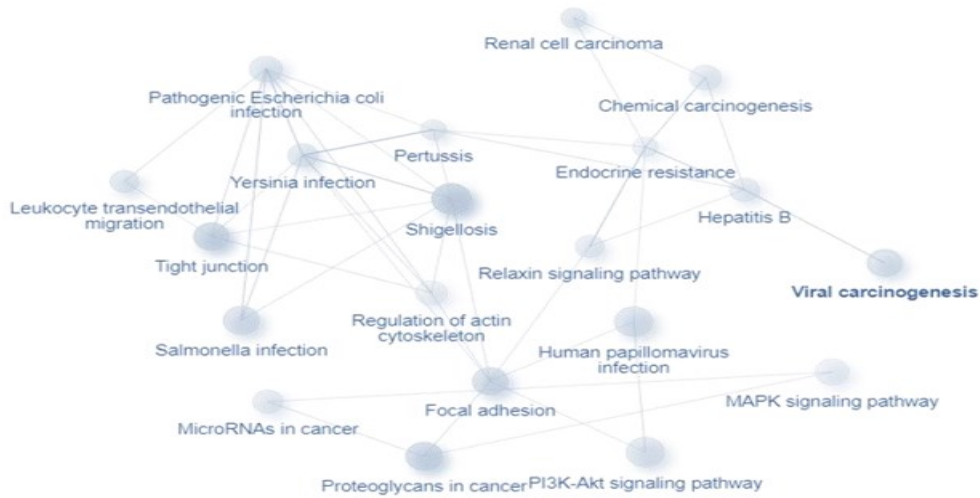 Renal cell carcinoma
Pathogenic Escherichia coli
infection
Chemical carcinogenesis
Pertussis
Endocrine resistance
Yersinia infection
Leukocyte transendothelial
migration
Hepatitis B
Shigellosis
Tight junction
Relaxin signaling pathway
Viral carcinogenesis
Regulation of actin
cytoskeleton
Salmonella infection
Human papillomavirus
infection
Focal adhesion
MAPK signaling pathway
MicroRNAs in cancer
Proteoglycans in cancer
PI3K-Akt signaling pathway